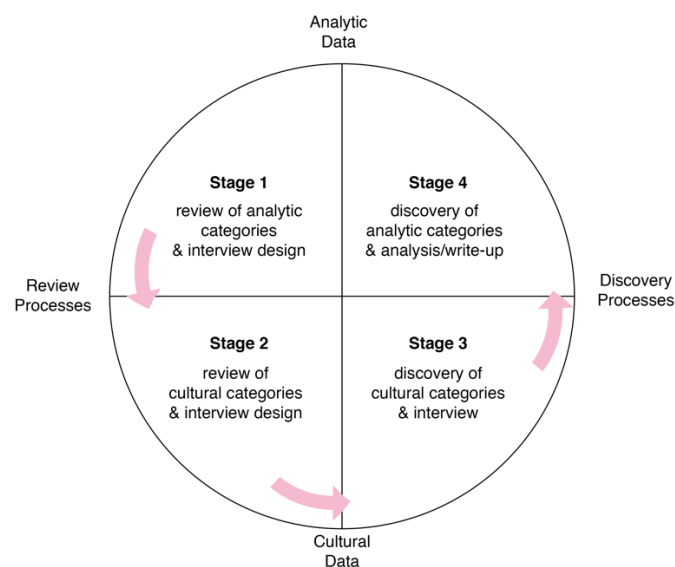 Analytic
Data
Stage 1
review of analytic
categories
& interview design
Stage 4
discovery of
analytic categories
& analysis/write-up
Review
Processes
Discovery
Processes
Stage 2
review of
cultural categories
& interview design
Stage 3
discovery of
cultural categories
& interview
Cultural
Data